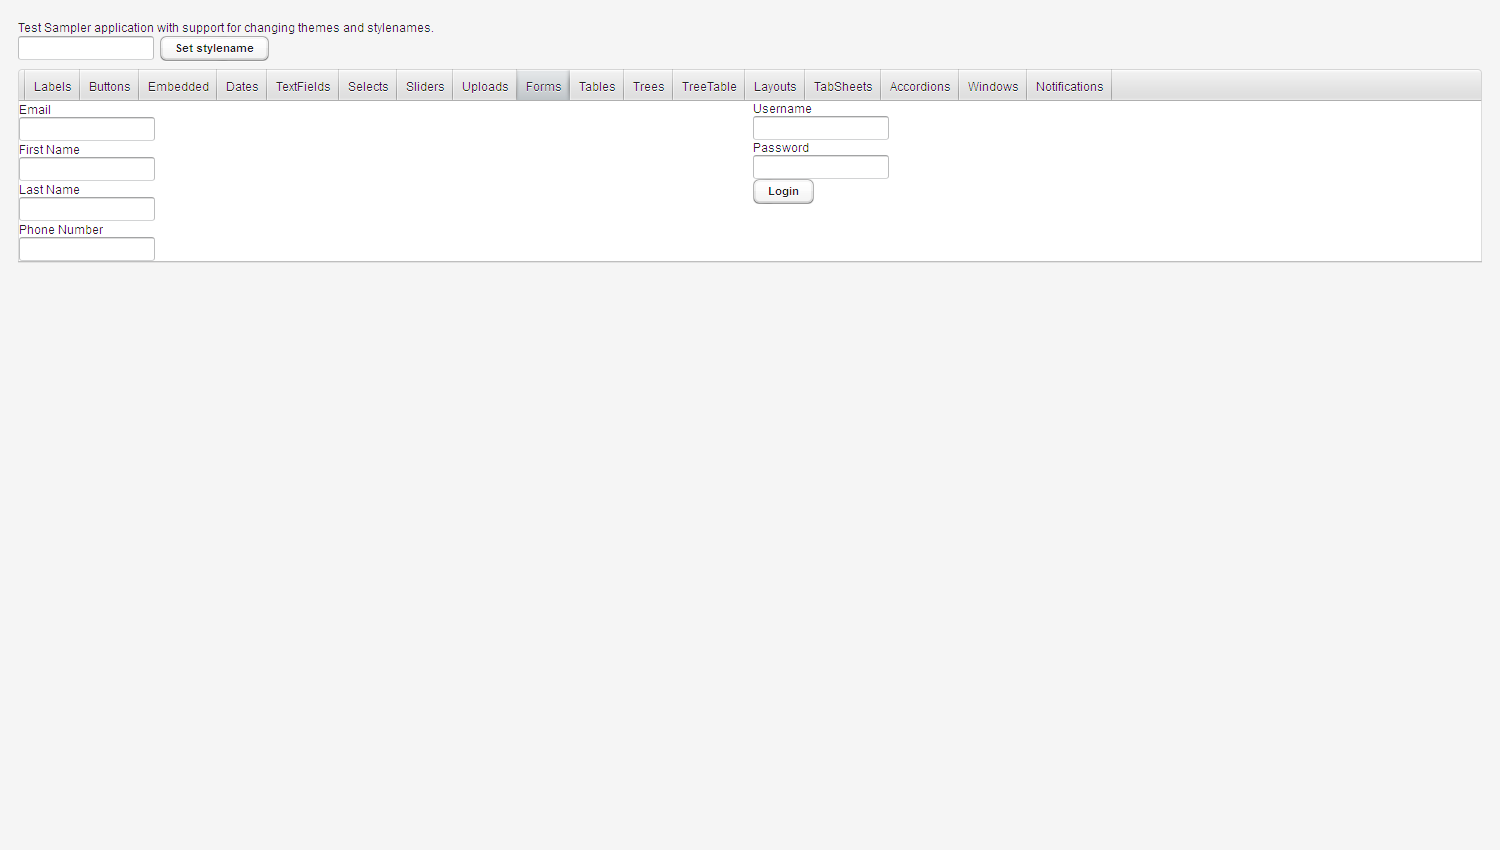 Test Sampler application with support for changing themes and stylenames.
Set stylename
Labels Buttons Embedded Dates TextFields Selects Sliders Uploads Forms Tables Trees TreeTable Layouts TabSheets Accordions Windows Notifications
Email
First Name
Last Name
Phone Number
Username
Password
Login